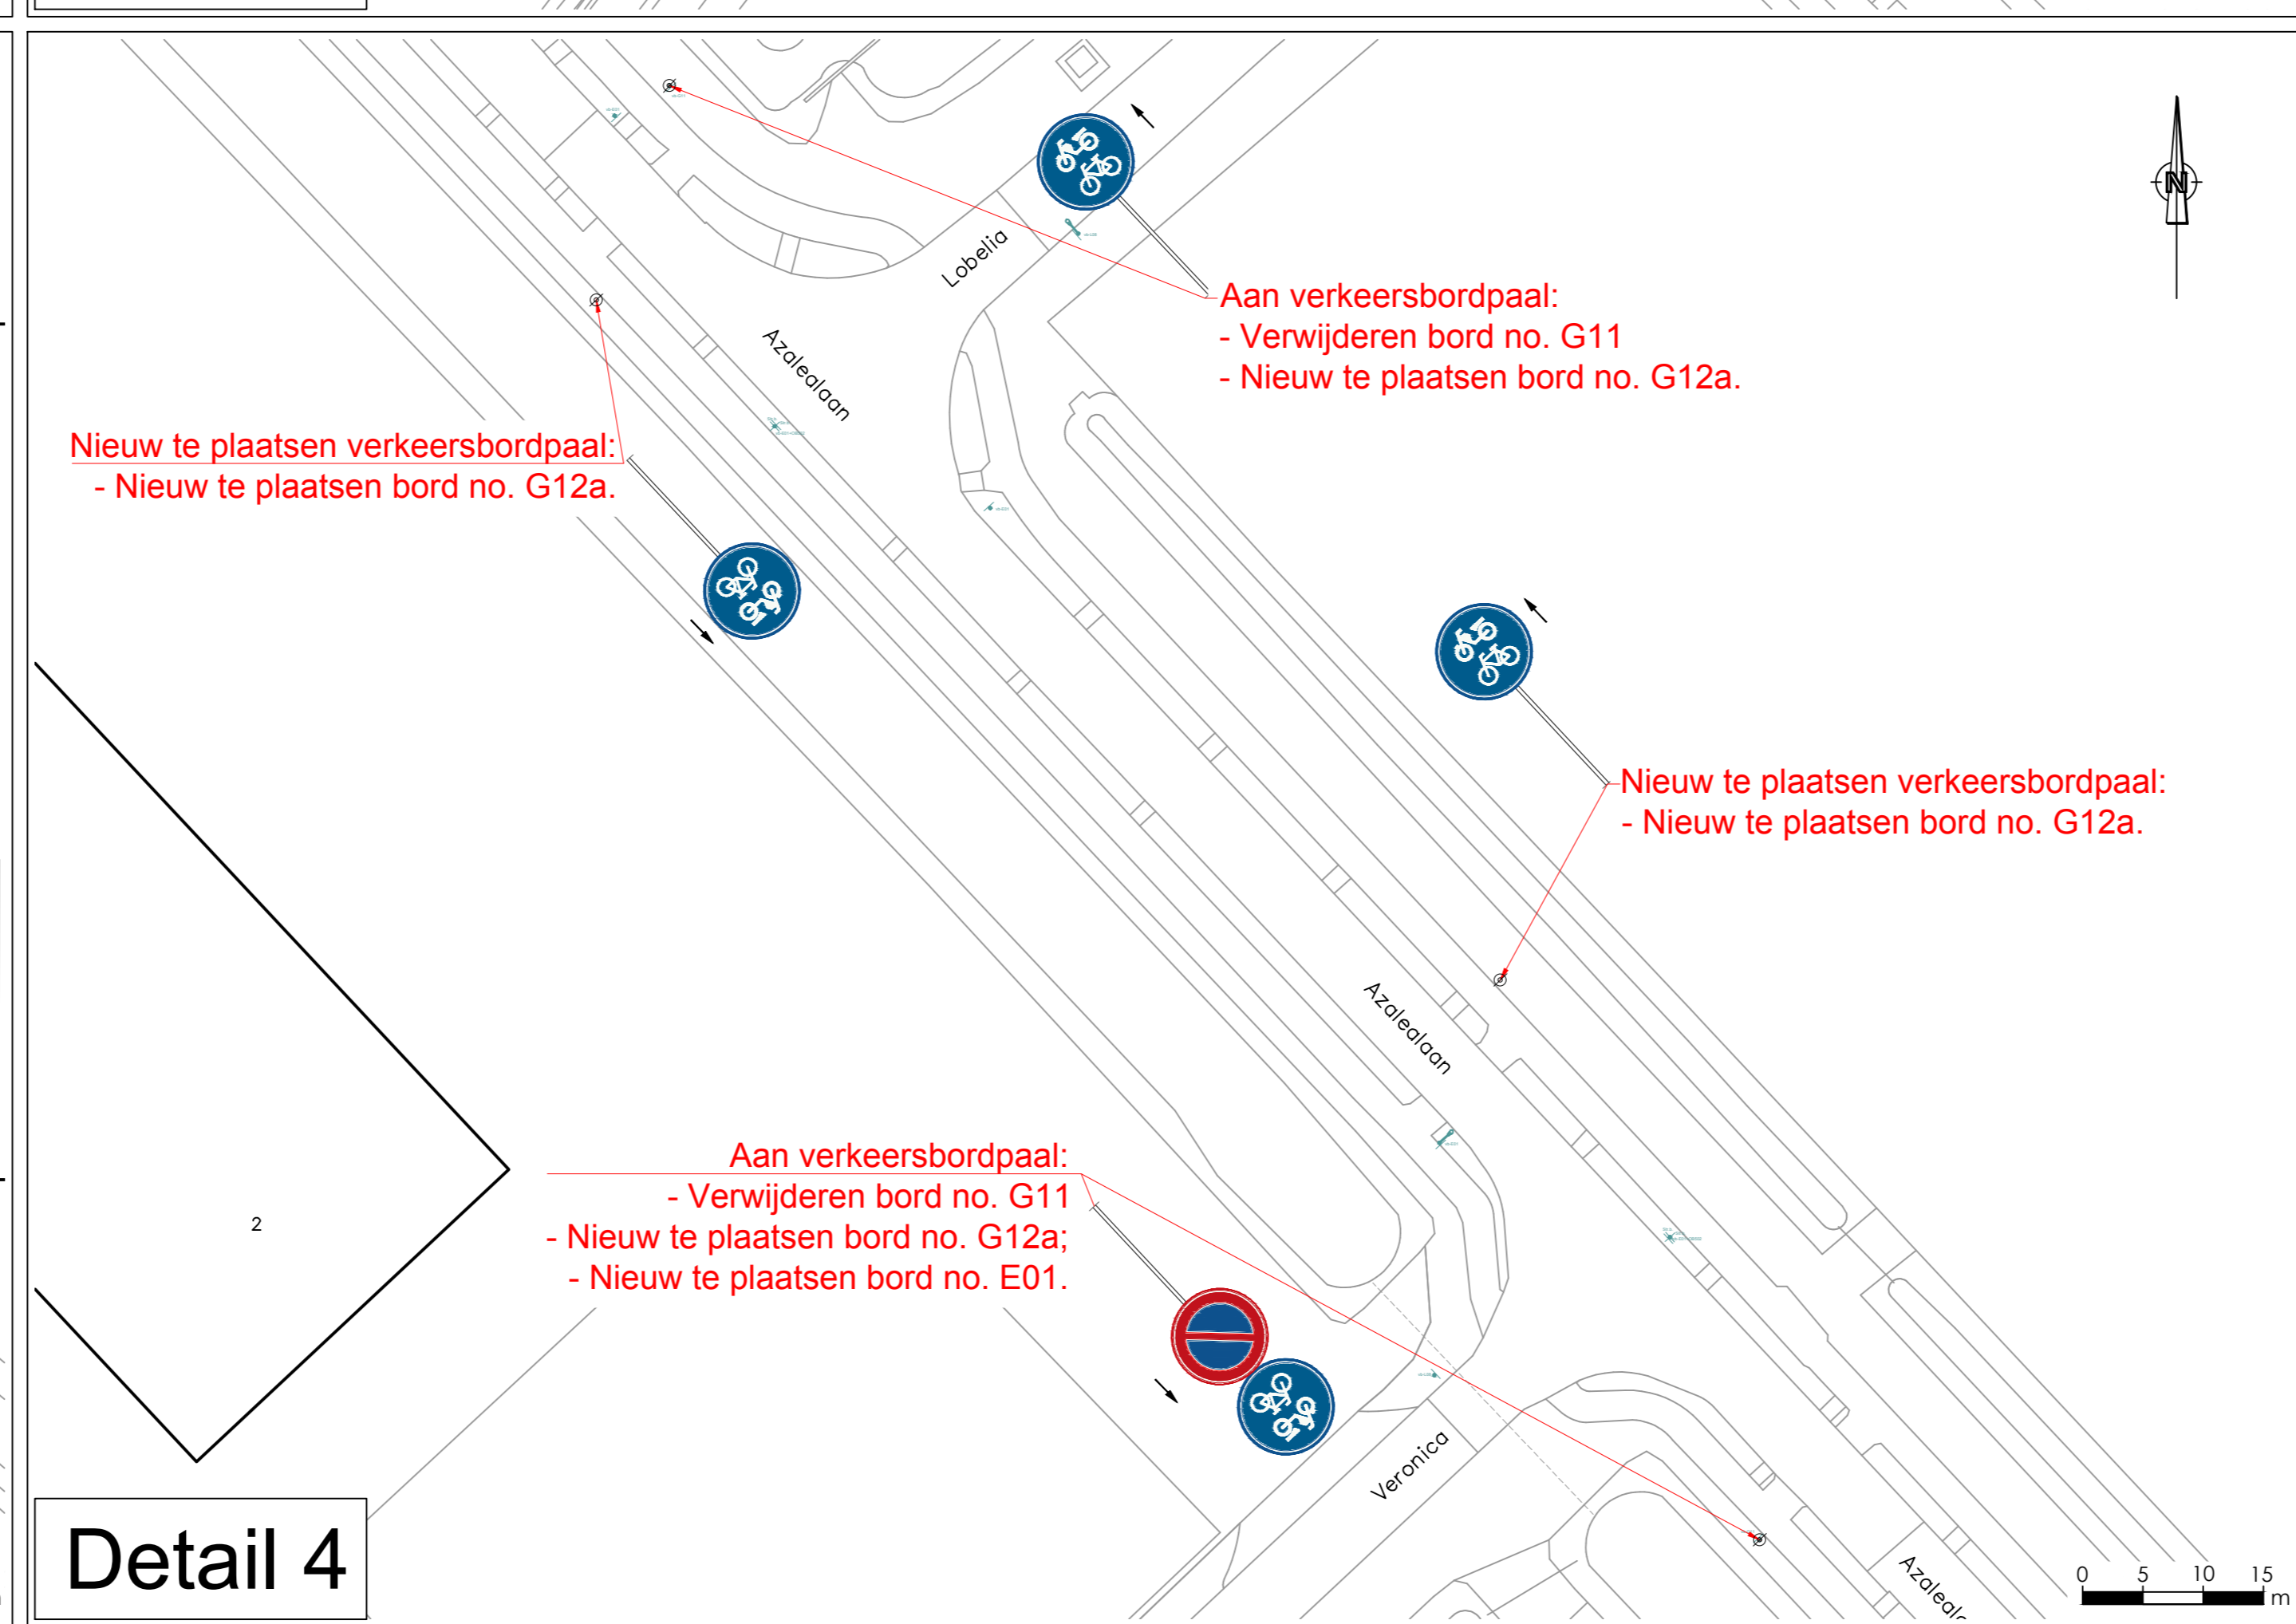 N
Lobelia
Aan verkeersbordpaal:
- Verwijderen bord no. G11
- Nieuw te plaatsen bord no. G12a.
Azalealaan
Nieuw te plaatsen verkeersbordpaal:
- Nieuw te plaatsen bord no. G12a.
Nieuw te plaatsen verkeersbordpaal:
- Nieuw te plaatsen bord no. G12a.
Azalealaan
Aan verkeersbordpaal:
- Verwijderen bord no. G11
- Nieuw te plaatsen bord no. G12a;
- Nieuw te plaatsen bord no. E01.
2
Veronica
Detail 4
Azaleala
0 5 10 15
m